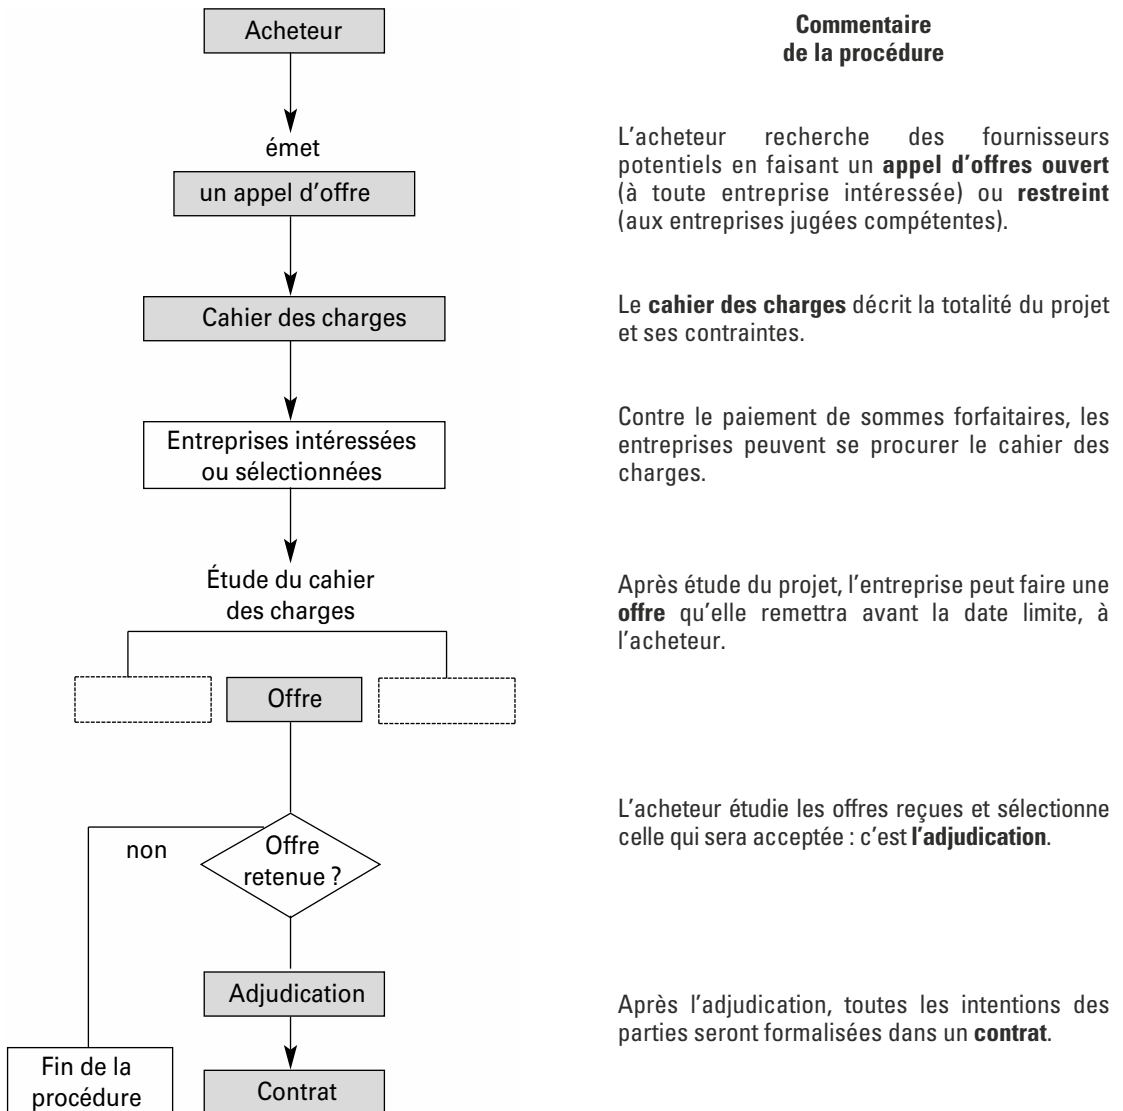 Acheteur
Commentaire
de la procédure
émet
un appel d’offre
L’acheteur recherche des fournisseurs
potentiels en faisant un appel d’offres ouvert
(à toute entreprise intéressée) ou restreint
(aux entreprises jugées compétentes).
Cahier des charges
Le cahier des charges décrit la totalité du projet
et ses contraintes.
Entreprises intéressées
ou sélectionnées
Contre le paiement de sommes forfaitaires, les
entreprises peuvent se procurer le cahier des
charges.
Étude du cahier
des charges
Après étude du projet, l’entreprise peut faire une
offre qu’elle remettra avant la date limite, à
l’acheteur.
Offre
non
Offre
retenue ?
L’acheteur étudie les offres reçues et sélectionne
celle qui sera acceptée : c’est l’adjudication.
Adjudication
Après l’adjudication, toutes les intentions des
parties seront formalisées dans un contrat.
Fin de la
procédure
Contrat